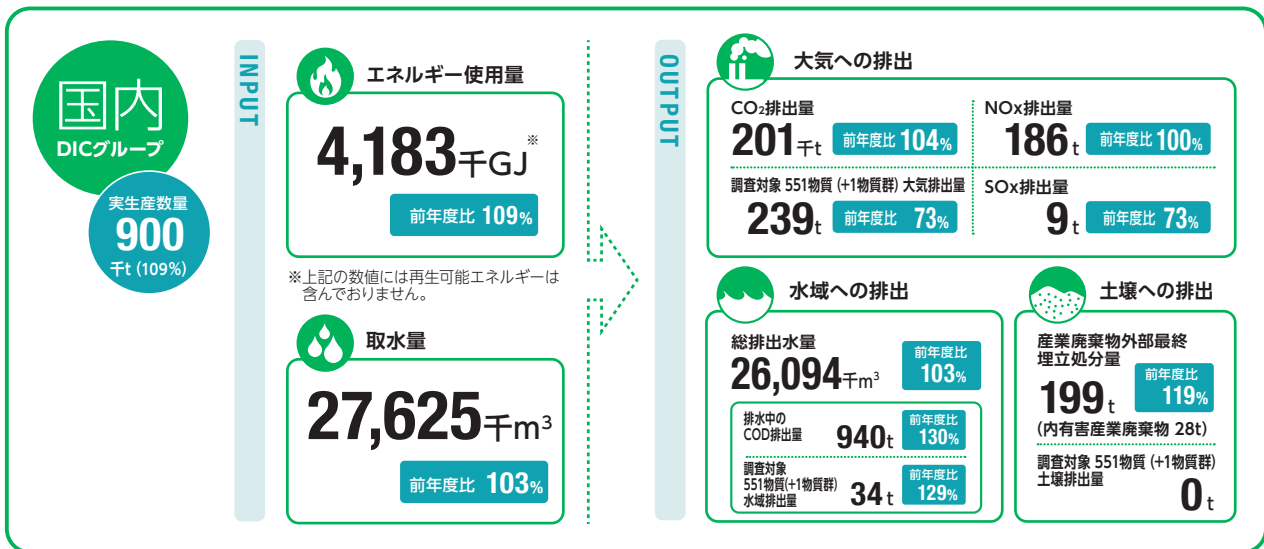 国内
DICグループ
実生産数量
900
千t (109%)
INPUT
エネルギー使用量
4,183千GJ※
前年度比 109%
※上記の数値には再生可能エネルギーは
含んでおりません。
取水量
27,625千m³
前年度比 103%
OUTPUT
大気への排出
CO₂排出量
201千t 前年度比 104%
NOx排出量
186t 前年度比 100%
調査対象 551物質 (+1物質群) 大気排出量
239t 前年度比 73%
SOx排出量
9t 前年度比 73%
水域への排出
総排出水量
26,094千m³
前年度比
103%
排水中の
COD排出量
940t
前年度比
130%
調査対象
551物質(+1物質群)
水域排出量
34t
前年度比
129%
土壌への排出
産業廃棄物外部最終
埋立処分量
199t
前年度比
119%
(内有害産業廃棄物 28t)
調査対象 551物質 (+1物質群)
土壌排出量
0t